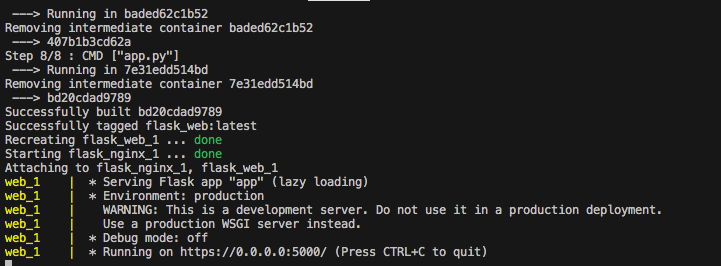 ---> Running in baded62c1b52
Removing intermediate container baded62c1b52
---> 407b1b3cd62a
Step 8/8 : CMD ["app.py"]
---> Running in 7e31edd514bd
Removing intermediate container 7e31edd514bd
---> bd20cdad9789
Successfully built bd20cdad9789
Successfully tagged flask_web:latest
Recreating flask_web_1 ... done
Starting flask_nginx_1 ... done
Attaching to flask_nginx_1, flask_web_1
web_1    |  * Serving Flask app "app" (lazy loading)
web_1    |  * Environment: production
web_1    |    WARNING: This is a development server. Do not use it in a production deployment.
web_1    |    Use a production WSGI server instead.
web_1    |  * Debug mode: off
web_1    |  * Running on https://0.0.0.0:5000/ (Press CTRL+C to quit)